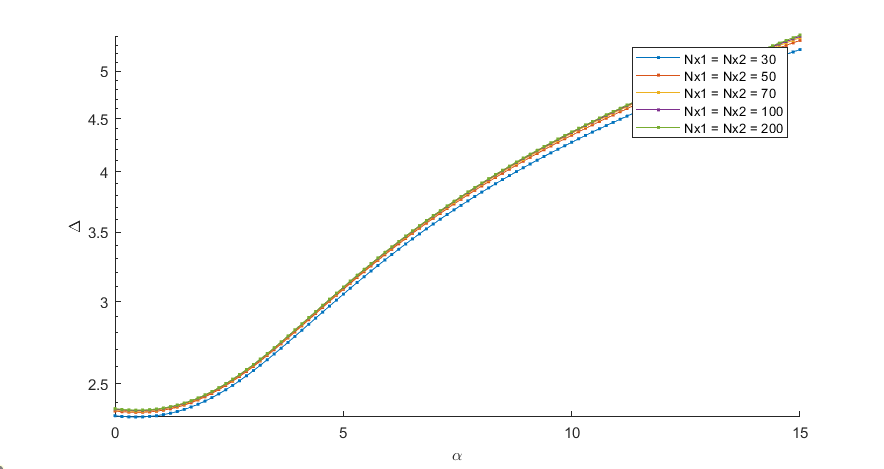 Nx1 = Nx2 = 30
Nx1 = Nx2 = 50
Nx1 = Nx2 = 70
Nx1 = Nx2 = 100
Nx1 = Nx2 = 200
5
4.5
4
3.5
3
2.5
Δ
0 5 10 15
α